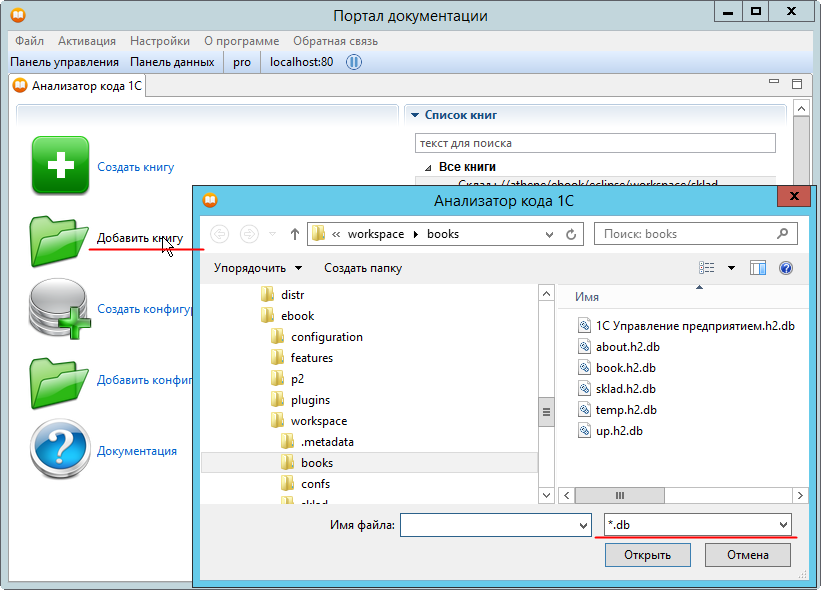 Портал документации
Файл Активация Настройки О программе Обратная связь
Панель управления Панель данных pro localhost:80
Анализатор кода 1С
Список книг
текст для поиска
Все книги
Создать книгу
Добавить книгу
Создать конфигу
Добавить конфиг
Документация
Анализатор кода 1С
« workspace books
Поиск: books
Упорядочить Создать папку
distr
ebook
configuration
features
p2
plugins
workspace
.metadata
books
confs
Имя
1С Управление предприятием.h2.db
about.h2.db
book.h2.db
sklad.h2.db
temp.h2.db
up.h2.db
Имя файла:
*.db
Открыть Отмена